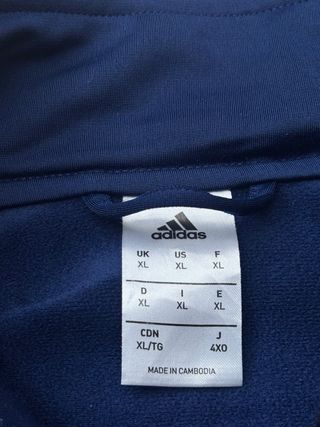 adidas
UK US F
XL XL XL
D I E
XL XL XL
CDN J
XL/TG 4XO
MADE IN CAMBODIA